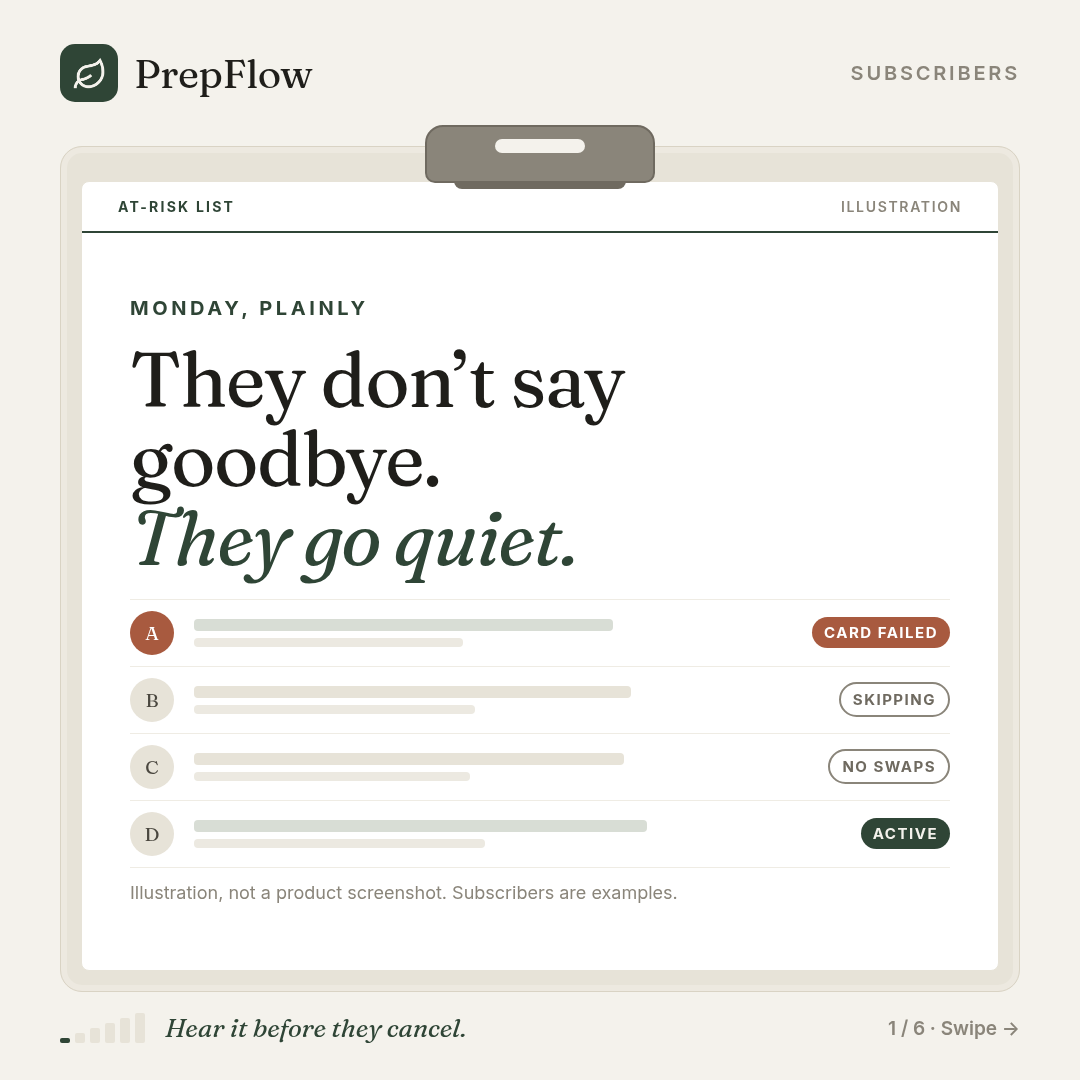 PrepFlow
SUBSCRIBERS
AT-RISK LIST
ILLUSTRATION
MONDAY, PLAINLY
They don’t say
goodbye.
They go quiet.
A
CARD FAILED
B
SKIPPING
C
NO SWAPS
D
ACTIVE
Illustration, not a product screenshot. Subscribers are examples.
Hear it before they cancel.
1 / 6 · Swipe →